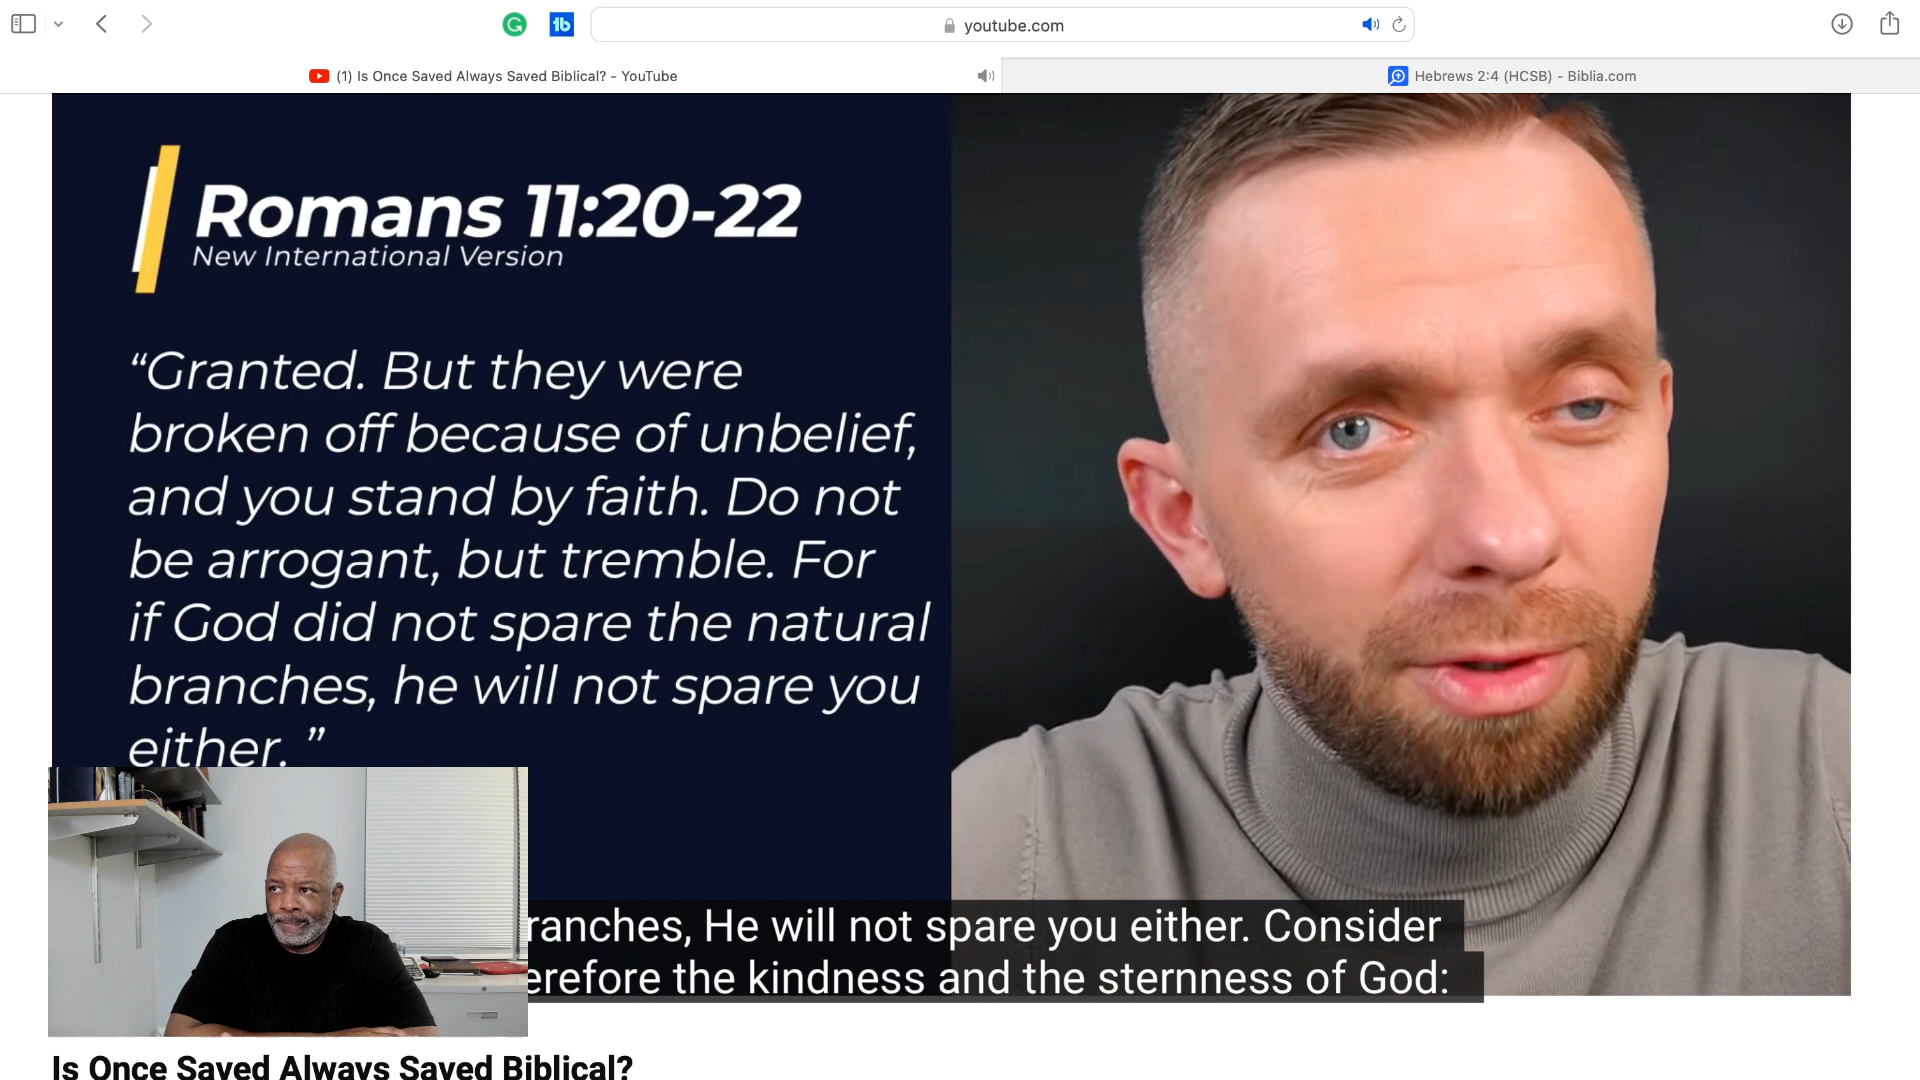 youtube.com
(1) Is Once Saved Always Saved Biblical? - YouTube
Hebrews 2:4 (HCSB) - Biblia.com
Romans 11:20-22
New International Version
“Granted. But they were
broken off because of unbelief,
and you stand by faith. Do not
be arrogant, but tremble. For
if God did not spare the natural
branches, he will not spare you
either. ”
ranches, He will not spare you either. Consider
erefore the kindness and the sternness of God:
Is Once Saved Always Saved Biblical?